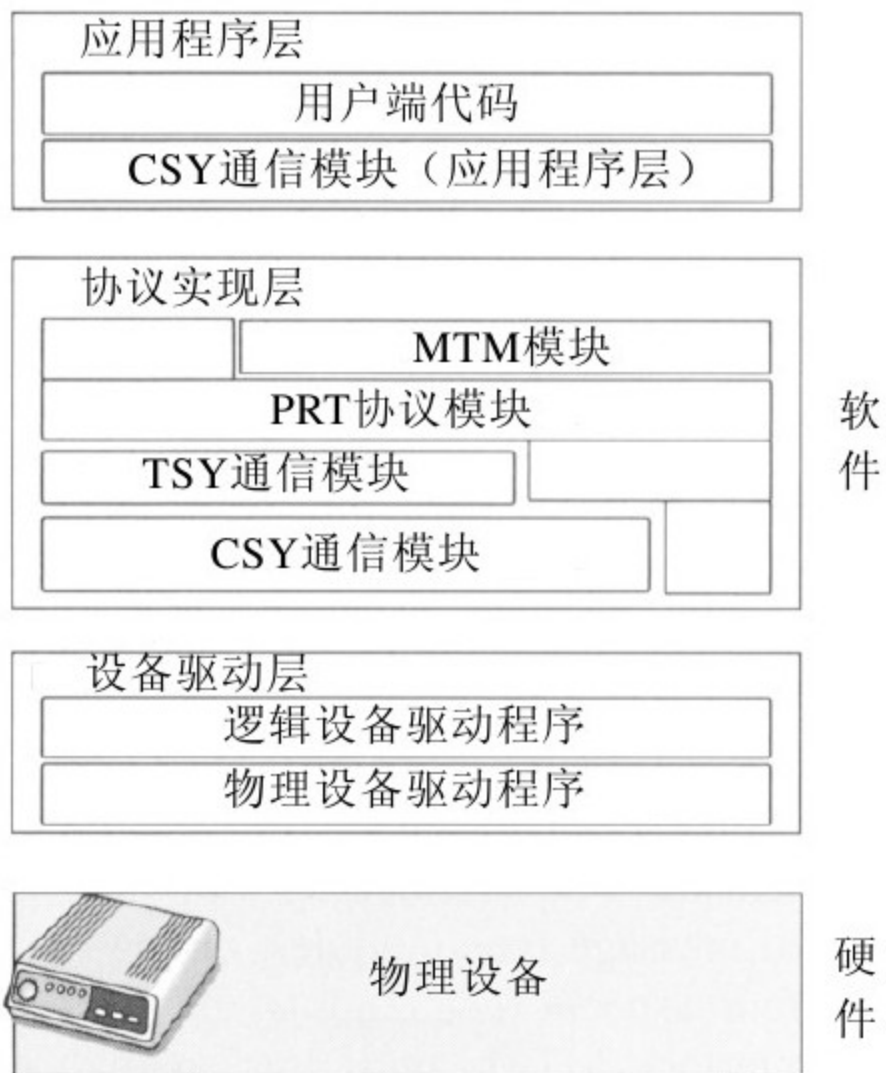 应用程序层
用户端代码
CSY通信模块（应用程序层）
协议实现层
MTM模块
PRT协议模块
TSY通信模块
CSY通信模块
软件
设备驱动层
逻辑设备驱动程序
物理设备驱动程序
物理设备
硬件